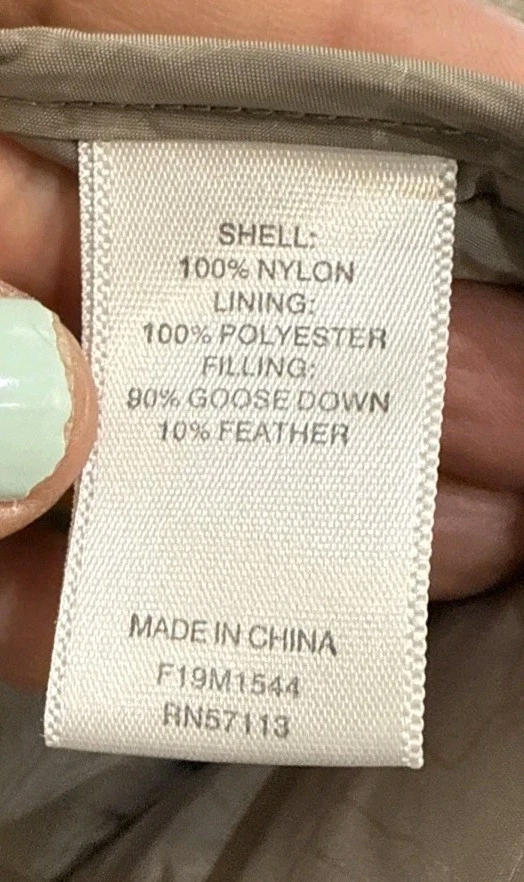 SHELL:
100% NYLON
LINING:
100% POLYESTER
FILLING:
90% GOOSE DOWN
10% FEATHER
MADE IN CHINA
F19M1544
RN57113